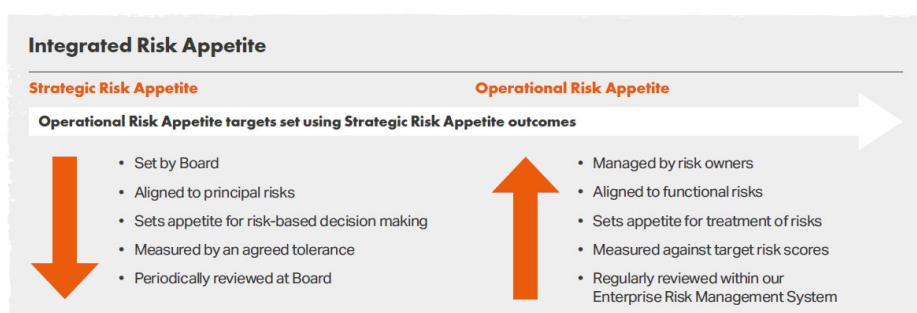 Integrated Risk Appetite
Strategic Risk Appetite
Operational Risk Appetite
Operational Risk Appetite targets set using Strategic Risk Appetite outcomes
• Set by Board
• Aligned to principal risks
• Sets appetite for risk-based decision making
• Measured by an agreed tolerance
• Periodically reviewed at Board
• Managed by risk owners
• Aligned to functional risks
• Sets appetite for treatment of risks
• Measured against target risk scores
• Regularly reviewed within our
Enterprise Risk Management System